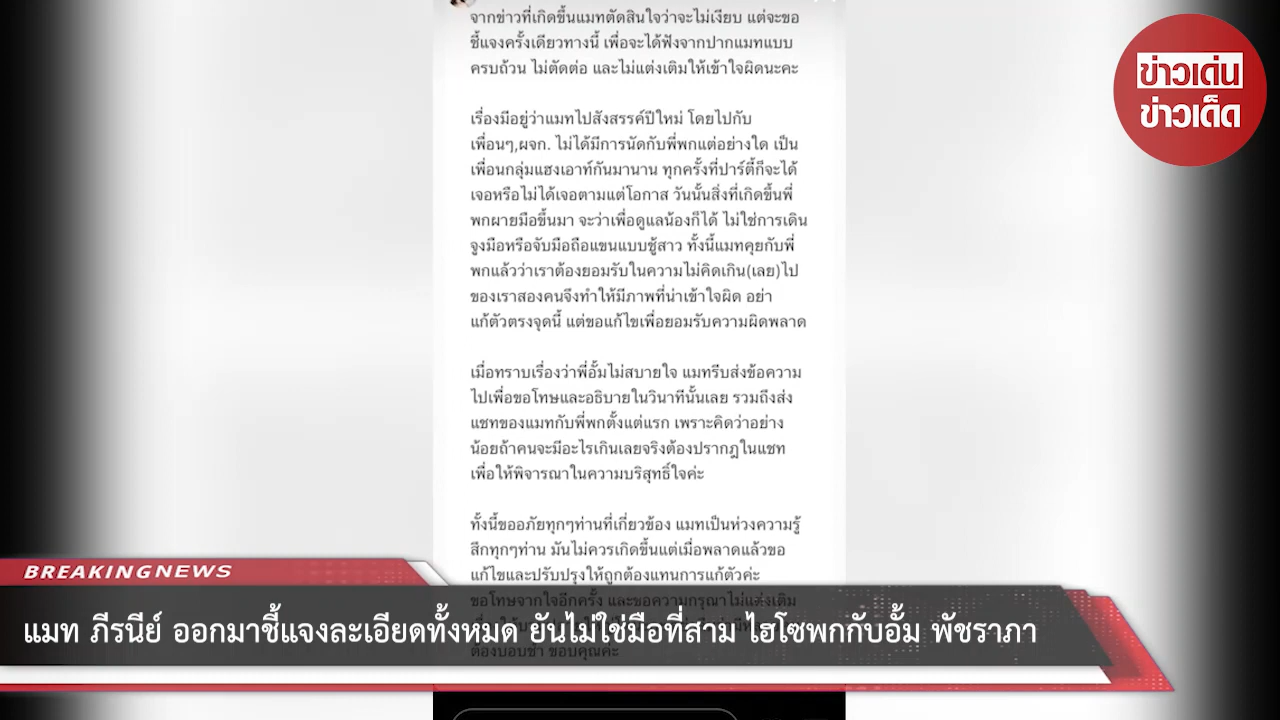 จากข่าวที่เกิดขึ้นแมทตัดสินใจว่าจะไม่เงียบ แต่จะขอ
ชี้แจงครั้งเดียวทางนี้ เพื่อจะได้ฟังจากปากแมทแบบ
ครบถ้วน ไม่ตัดต่อ และไม่แต่งเติมให้เข้าใจผิดนะคะ
ข่าวเด่น
ข่าวเด็ด
เรื่องมีอยู่ว่าแมทไปสังสรรค์ปีใหม่ โดยไปกับ
เพื่อนๆ,ผจก. ไม่ได้มีการนัดกับพี่พกแต่อย่างใด เป็น
เพื่อนกลุ่มแฮงเอาท์กันมานาน ทุกครั้งที่ปาร์ตี้ก็จะได้
เจอหรือไม่ได้เจอตามแต่โอกาส วันนั้นสิ่งที่เกิดขึ้นพี่
พกผายมือขึ้นมา จะว่าเพื่อดูแลน้องก็ได้ ไม่ใช่การเดิน
จูงมือหรือจับมือถือแขนแบบชู้สาว ทั้งนี้แมทคุยกับพี่
พกแล้วว่าเราต้องยอมรับในความไม่คิดเกิน(เลย)ไป
ของเราสองคนจึงทำให้มีภาพที่น่าเข้าใจผิด อย่า
แก้ตัวตรงจุดนี้ แต่ขอแก้ไขเพื่อยอมรับความผิดพลาด
เมื่อทราบเรื่องว่าพี่อั้มไม่สบายใจ แมทรีบส่งข้อความ
ไปเพื่อขอโทษและอธิบายในวินาทีนั้นเลย รวมถึงส่ง
แชทของแมทกับพี่พกตั้งแต่แรก เพราะคิดว่าอย่าง
น้อยถ้าคนจะมีอะไรเกินเลยจริงต้องปรากฎในแชท
เพื่อให้พิจารณาในความบริสุทธิ์ใจค่ะ
ทั้งนี้ขออภัยทุกๆท่านที่เกี่ยวข้อง แมทเป็นห่วงความรู้
สึกทุกๆท่าน มันไม่ควรเกิดขึ้นแต่เมื่อพลาดแล้วขอ
แก้ไขและปรับปรุงให้ถูกต้องแทนการแก้ตัวค่ะ
ขอโทษจากใจอีกครั้ง และขอความกรุณาไม่แต่งเติม
ต้องบอบช้ำ ขอบคุณค่ะ
BREAKING NEWS
แมท ภีรนีย์ ออกมาชี้แจงละเอียดทั้งหมด ยันไม่ใช่มือที่สาม ไฮโซพกกับอั้ม พัชราภา